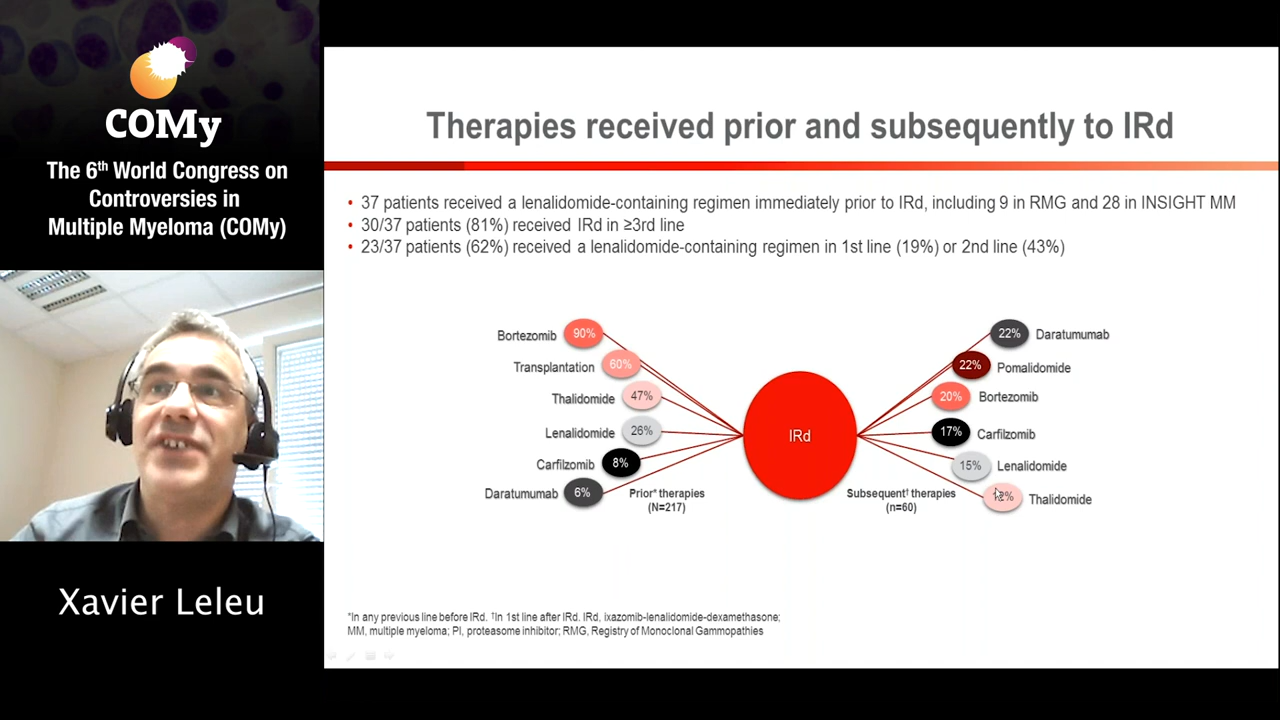 COMy
The 6th World Congress on
Controversies in
Multiple Myeloma (COMy)
Xavier Leleu
Therapies received prior and subsequently to IRd
• 37 patients received a lenalidomide-containing regimen immediately prior to IRd, including 9 in RMG and 28 in INSIGHT MM
• 30/37 patients (81%) received IRd in ≥3rd line
• 23/37 patients (62%) received a lenalidomide-containing regimen in 1st line (19%) or 2nd line (43%)
Bortezomib 90%
Transplantation 60%
Thalidomide 47%
Lenalidomide 26%
Carfilzomib 8%
Daratumumab 6%
Prior* therapies
(N=217)
IRd
22% Daratumumab
22% Pomalidomide
20% Bortezomib
17% Carfilzomib
15% Lenalidomide
Thalidomide
Subsequent† therapies
(n=60)
*In any previous line before IRd. †In 1st line after IRd. IRd, ixazomib-lenalidomide-dexamethasone;
MM, multiple myeloma; PI, proteasome inhibitor; RMG, Registry of Monoclonal Gammopathies